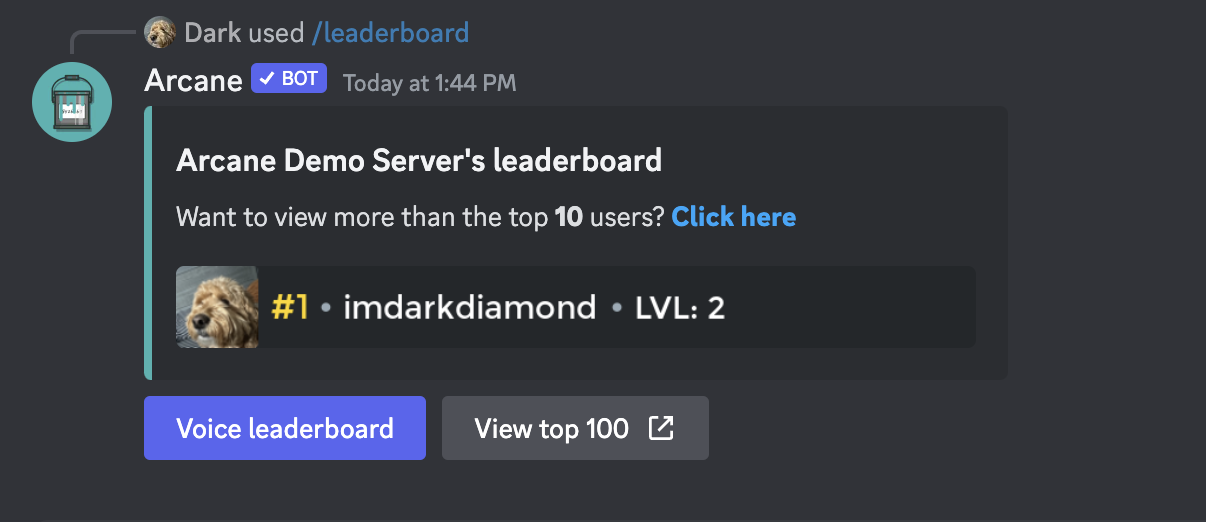 Dark used /leaderboard
Arcane BOT Today at 1:44 PM
Arcane Demo Server's leaderboard
Want to view more than the top 10 users? Click here
#1 • imdarkdiamond • LVL: 2
Voice leaderboard
View top 100